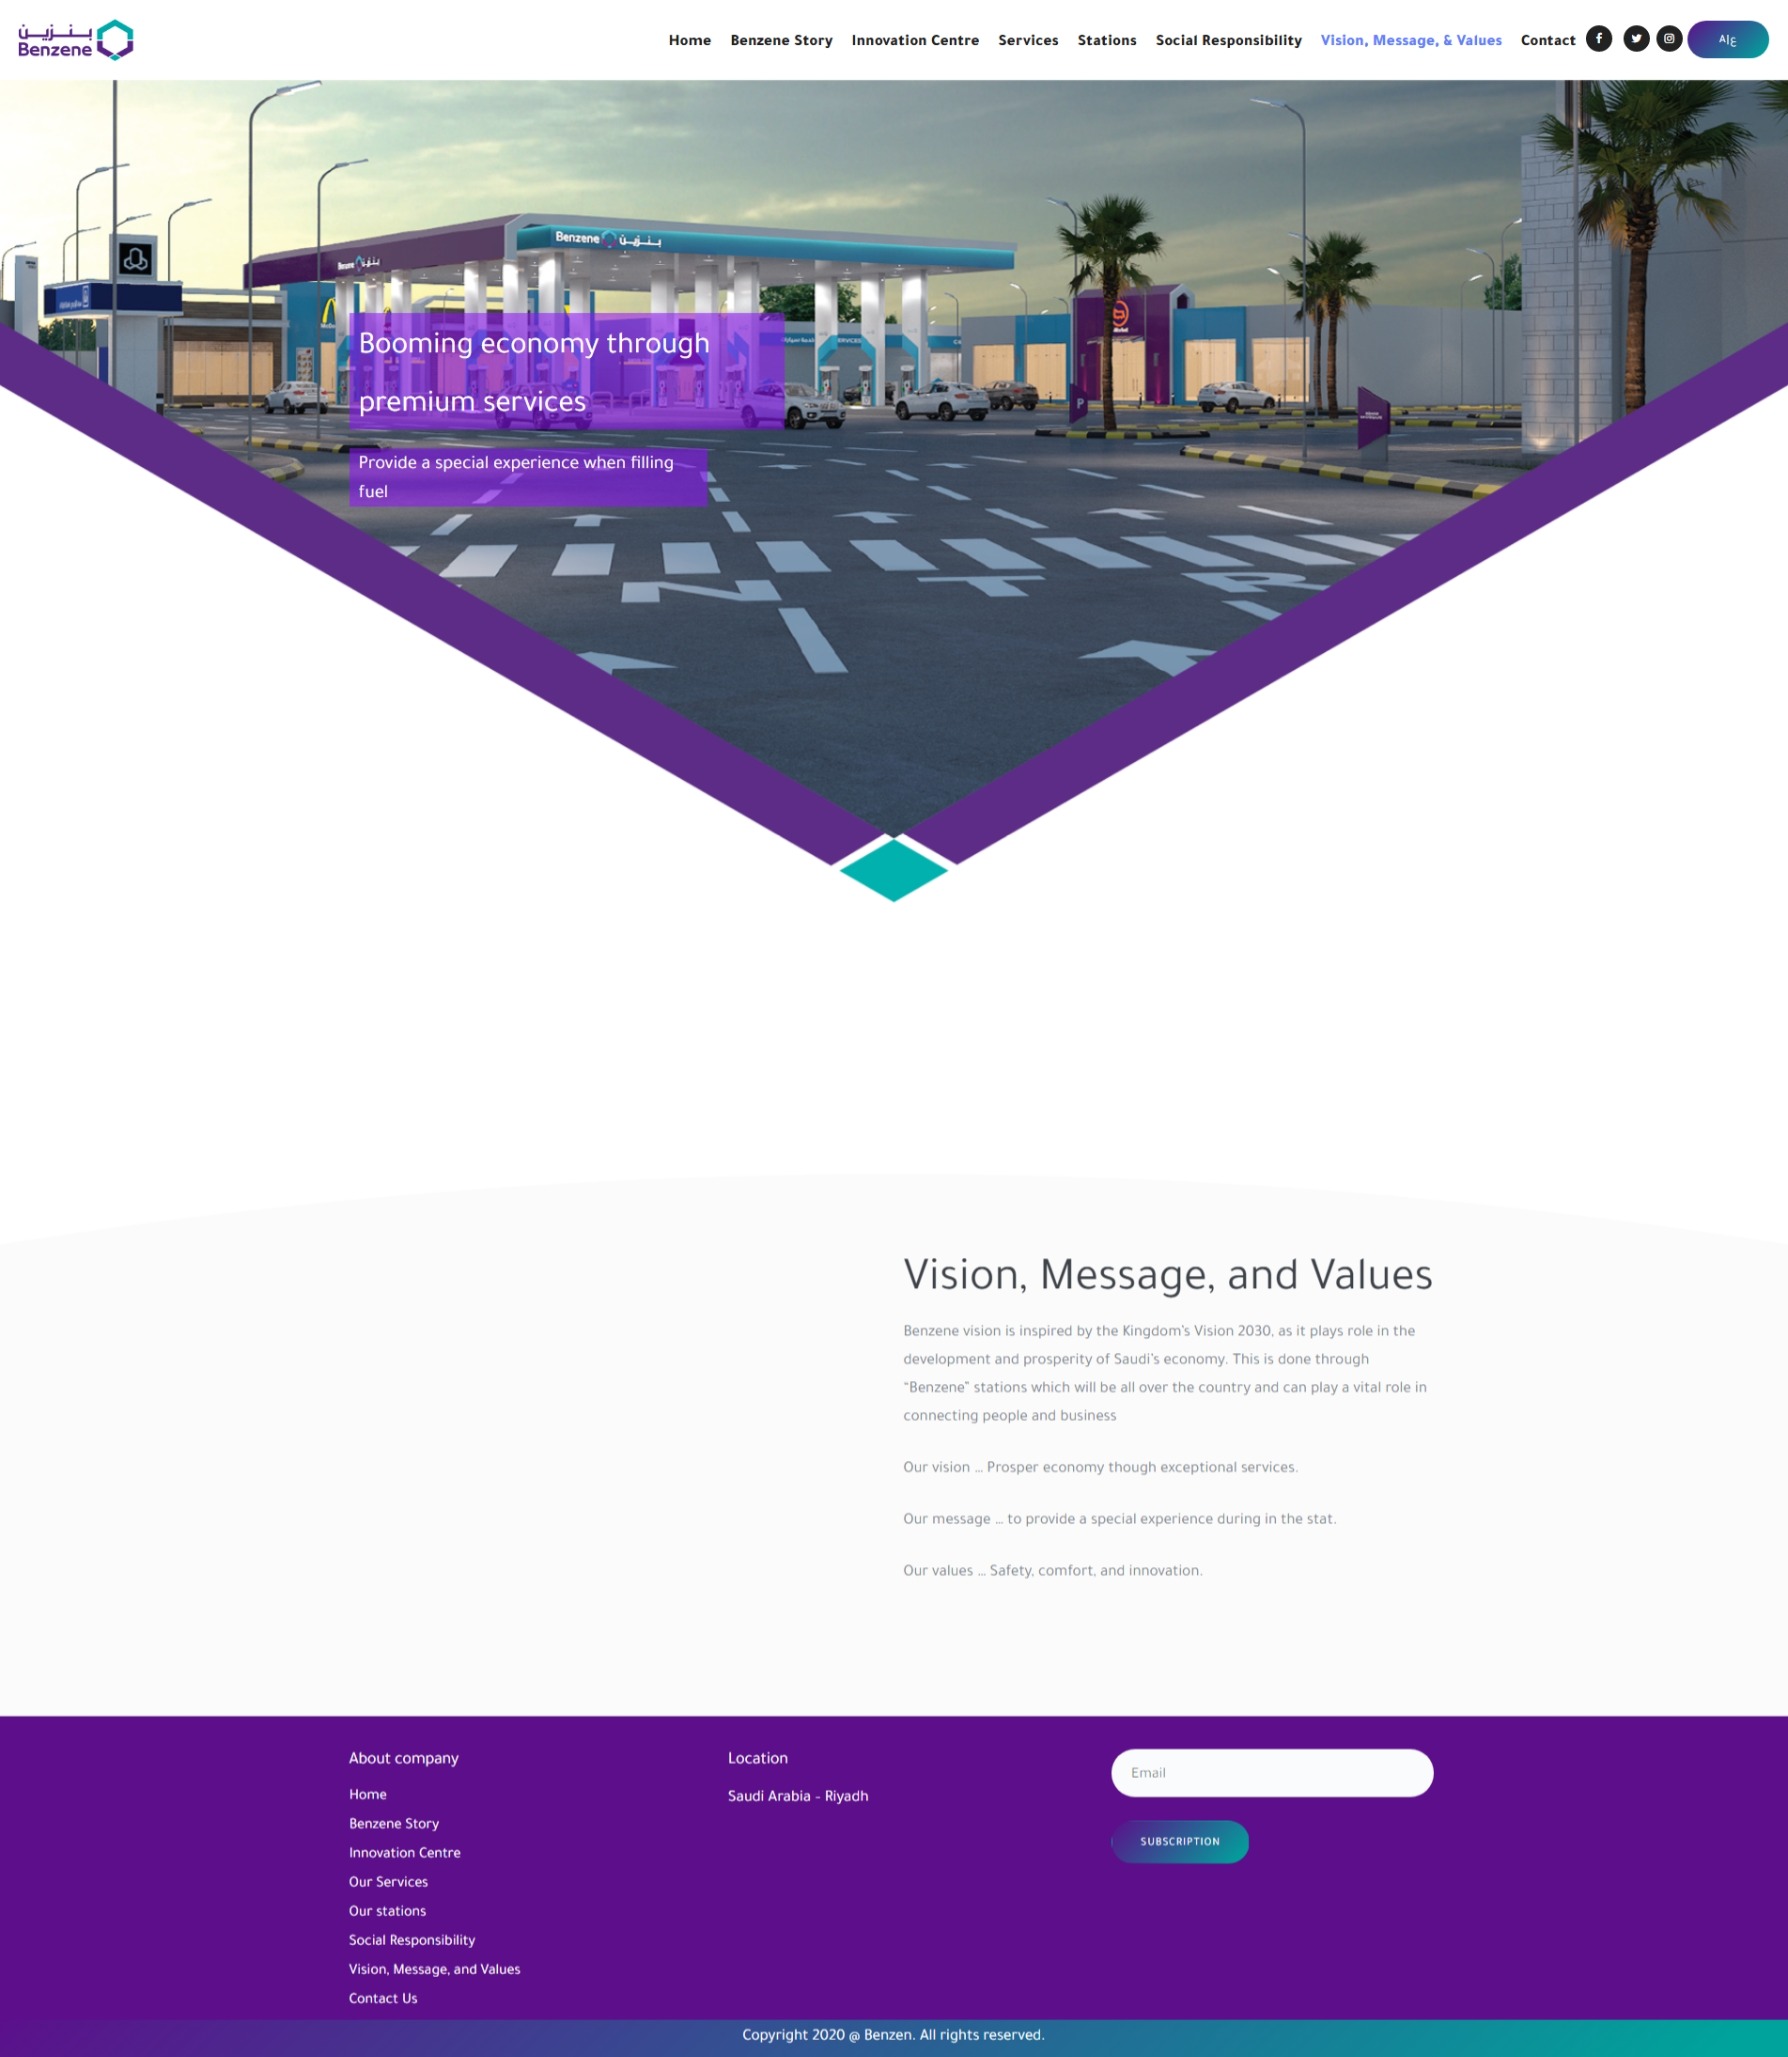 بنزين
Benzene
Home Benzene Story Innovation Centre Services Stations Social Responsibility Vision, Message, & Values Contact
ع|A
Benzene بنزين
Benzene بنزين
Booming economy through
premium services
Provide a special experience when filling
fuel
P
Vision, Message, and Values
Benzene vision is inspired by the Kingdom's Vision 2030, as it plays role in the
development and prosperity of Saudi's economy. This is done through
“Benzene” stations which will be all over the country and can play a vital role in
connecting people and business
Our vision … Prosper economy though exceptional services.
Our message … to provide a special experience during in the stat.
Our values … Safety, comfort, and innovation.
About company
Home
Benzene Story
Innovation Centre
Our Services
Our stations
Social Responsibility
Vision, Message, and Values
Contact Us
Location
Saudi Arabia - Riyadh
Email
SUBSCRIPTION
Copyright 2020 @ Benzen. All rights reserved.